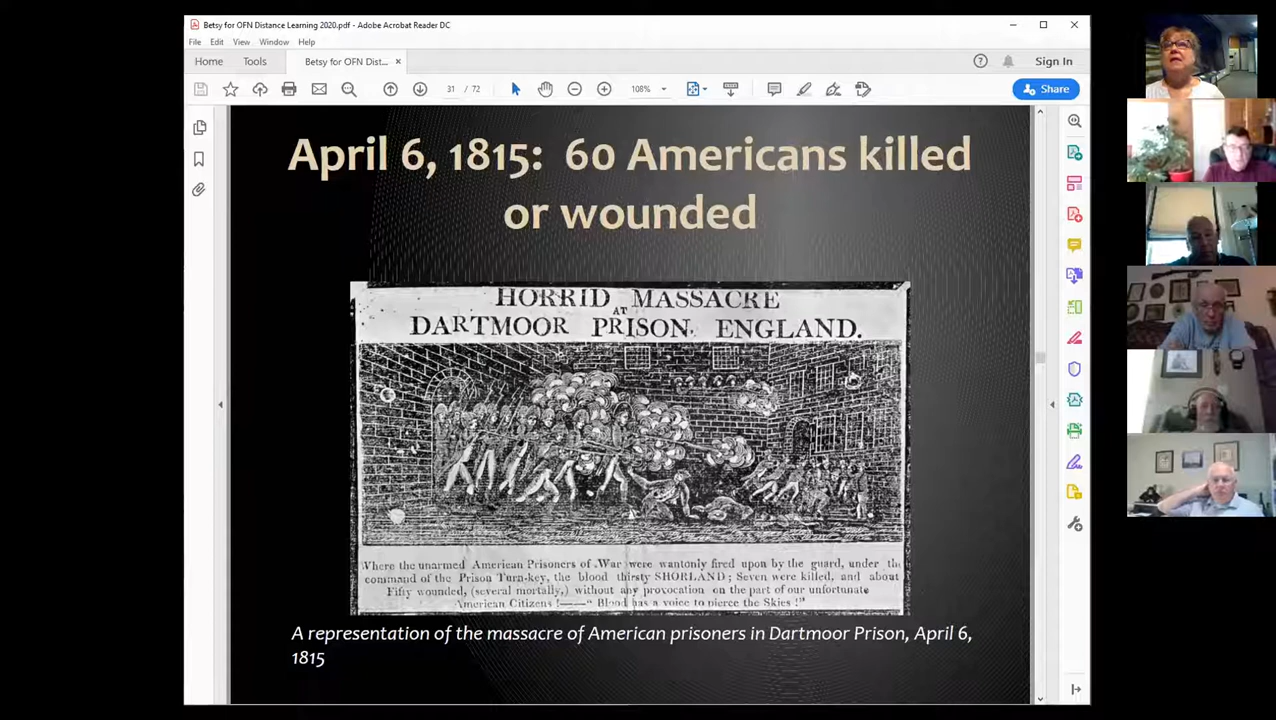 Betsy for OFN Distance Learning 2020.pdf - Adobe Acrobat Reader DC
File Edit View Window Help
Home Tools Betsy for OFN Dist... × Sign In
31 / 72 108% Share
April 6, 1815: 60 Americans killed
or wounded
HORRID MASSACRE
AT
DARTMOOR PRISON, ENGLAND.
Where the unarmed American Prisoners of War were wantonly fired upon by the guard, under the
command of the Prison Turn-key, the blood thirsty SHORLAND; Seven were killed, and about
Fifty wounded, (several mortally,) without any provocation on the part of our unfortunate
American Citizens!——“ Blood has a voice to pierce the Skies!”
A representation of the massacre of American prisoners in Dartmoor Prison, April 6,
1815